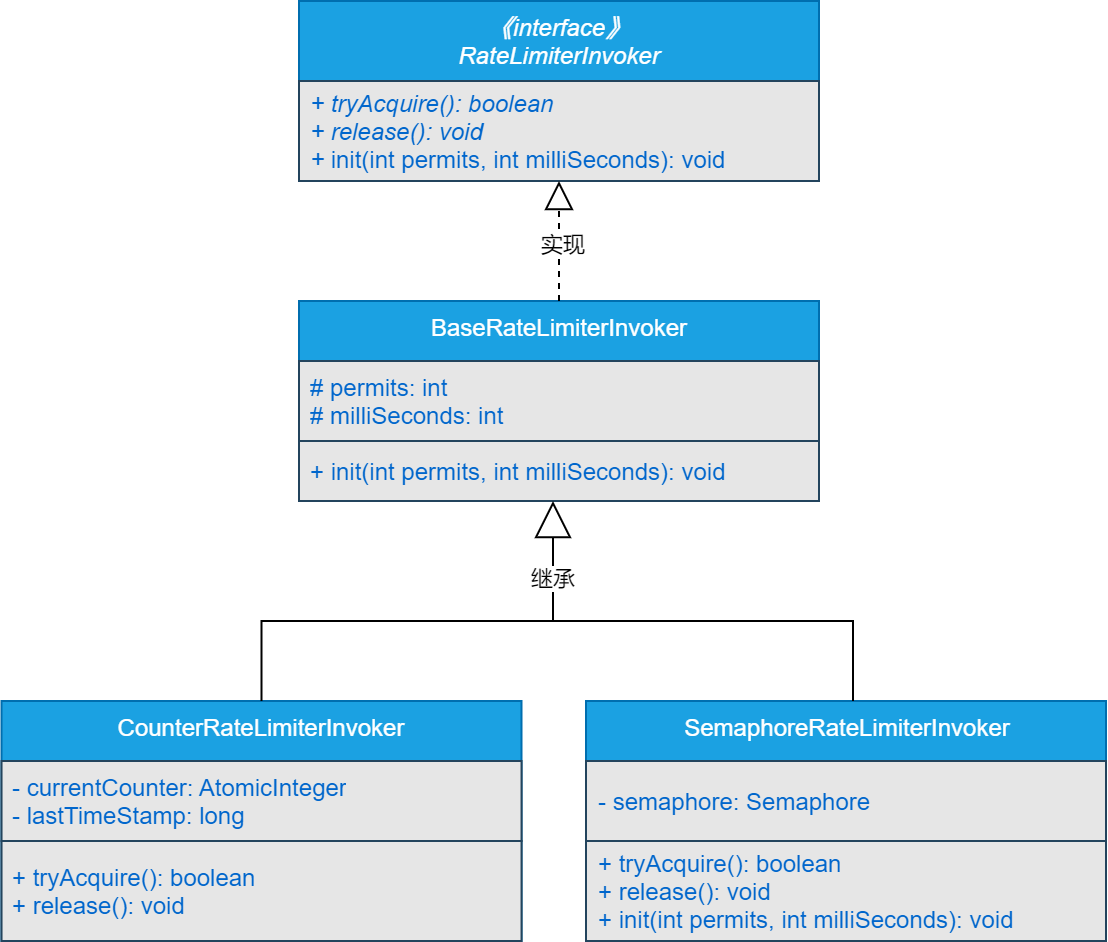 《interface》
RateLimiterInvoker
+ tryAcquire(): boolean
+ release(): void
+ init(int permits, int milliSeconds): void
实现
BaseRateLimiterInvoker
# permits: int
# milliSeconds: int
+ init(int permits, int milliSeconds): void
继承
CounterRateLimiterInvoker
- currentCounter: AtomicInteger
- lastTimeStamp: long
+ tryAcquire(): boolean
+ release(): void
SemaphoreRateLimiterInvoker
- semaphore: Semaphore
+ tryAcquire(): boolean
+ release(): void
+ init(int permits, int milliSeconds): void